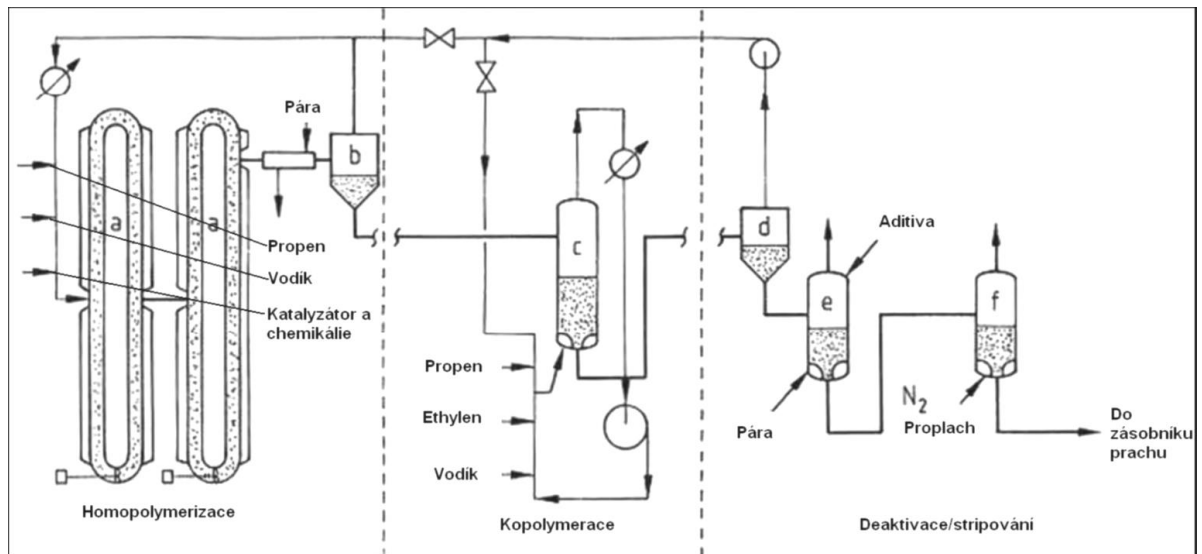 Pára
b
a
a
Propen
Vodík
Katalyzátor a
chemikálie
Homopolymerizace
c
Propen
Ethylen
Vodík
Kopolymerace
d
Aditiva
e
f
Pára
N2
Proplach
Do
zásobníku
prachu
Deaktivace/stripování